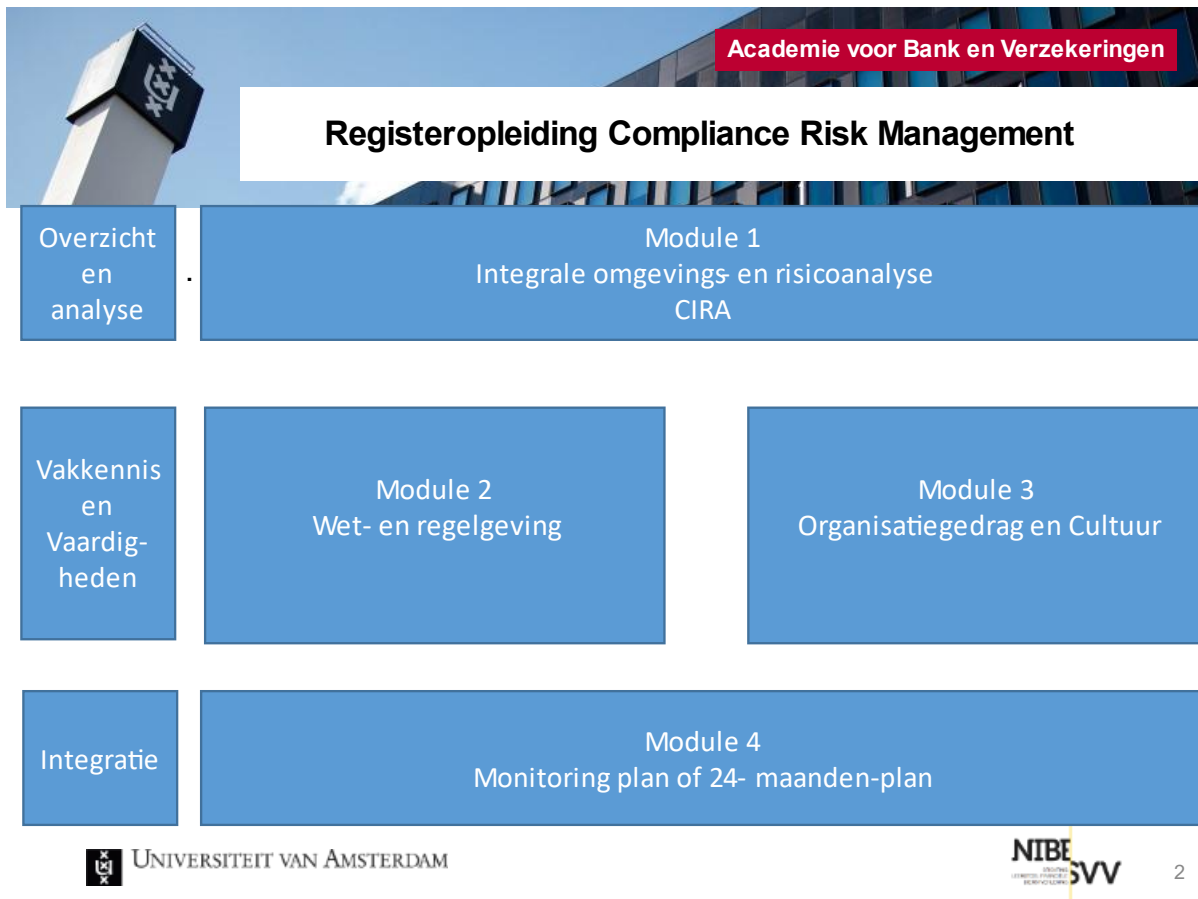 Academie voor Bank en Verzekeringen
Registeropleiding Compliance Risk Management
Overzicht
en
analyse
.
Module 1
Integrale omgevings- en risicoanalyse
CIRA
Vakkennis
en
Vaardig-
heden
Module 2
Wet- en regelgeving
Module 3
Organisatiegedrag en Cultuur
Integratie
Module 4
Monitoring plan of 24- maanden-plan
UNIVERSITEIT VAN AMSTERDAM
NIBE
SVV
2